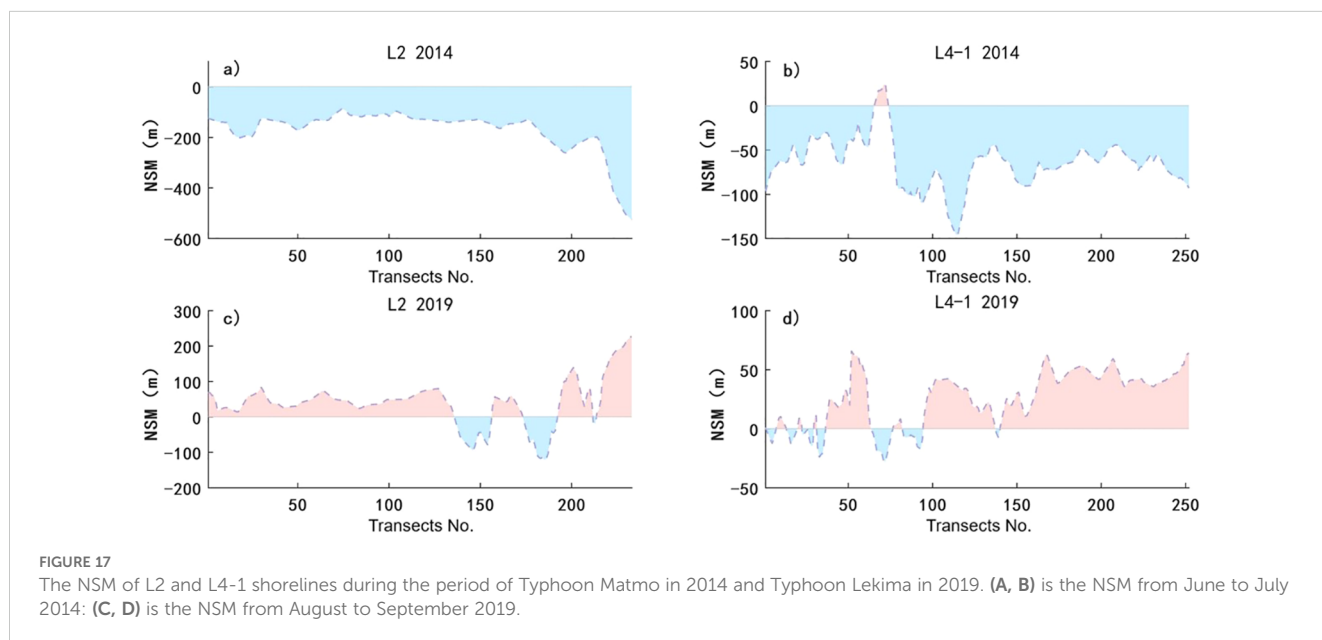 L2 2014
a)
0
−200
−400
−600
NSM (m)
50
100
150
200
Transects No.
L4-1 2014
b)
50
0
−50
−100
−150
NSM (m)
50
100
150
200
250
Transects No.
L2 2019
c)
300
200
100
0
−100
−200
NSM (m)
50
100
150
200
Transects No.
L4-1 2019
d)
100
50
0
−50
NSM (m)
50
100
150
200
250
Transects No.
FIGURE 17
The NSM of L2 and L4-1 shorelines during the period of Typhoon Matmo in 2014 and Typhoon Lekima in 2019. (A, B) is the NSM from June to July
2014: (C, D) is the NSM from August to September 2019.